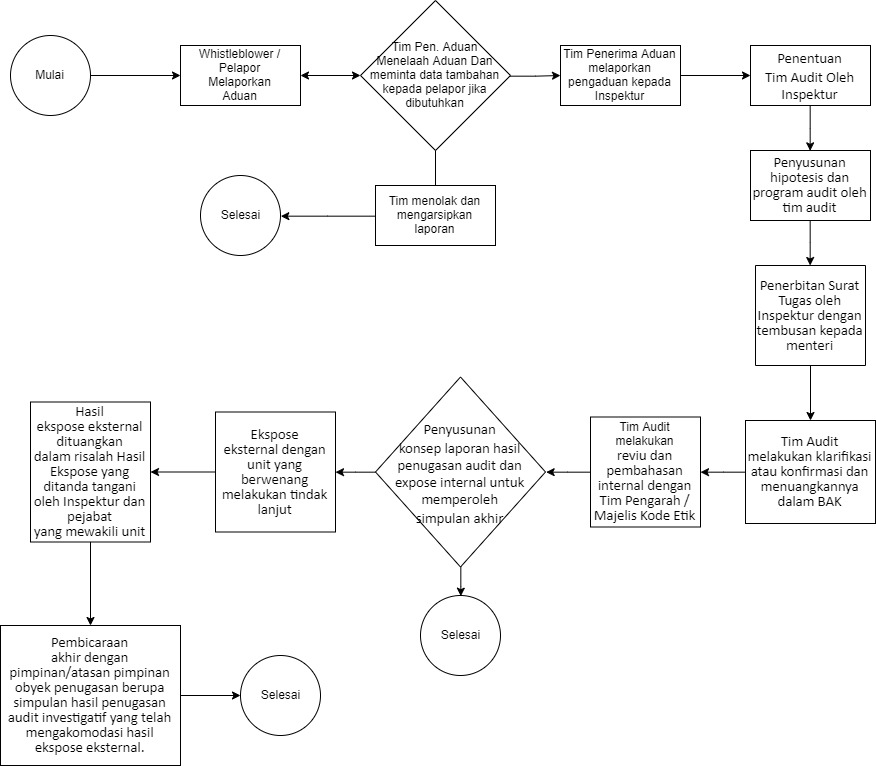 Mulai
Whistleblower /
Pelapor
Melaporkan
Aduan
Tim Pen. Aduan
Menelaah Aduan Dan
meminta data tambahan
kepada pelapor jika
dibutuhkan
Tim Penerima Aduan
melaporkan
pengaduan kepada
Inspektur
Penentuan
Tim Audit Oleh
Inspektur
Selesai
Tim menolak dan
mengarsipkan
laporan
Penyusunan
hipotesis dan
program audit oleh
tim audit
Penerbitan Surat
Tugas oleh
Inspektur dengan
tembusan kepada
menteri
Tim Audit
melakukan klarifikasi
atau konfirmasi dan
menuangkannya
dalam BAK
Tim Audit
melakukan
reviu dan
pembahasan
internal dengan
Tim Pengarah /
Majelis Kode Etik
Penyusunan
konsep laporan hasil
penugasan audit dan
expose internal untuk
memperoleh
simpulan akhir
Selesai
Ekspose
eksternal dengan
unit yang
berwenang
melakukan tindak
lanjut
Hasil
ekspose eksternal
dituangkan
dalam risalah Hasil
Ekspose yang
ditanda tangani
oleh Inspektur dan
pejabat
yang mewakili unit
Pembicaraan
akhir dengan
pimpinan/atasan pimpinan
obyek penugasan berupa
simpulan hasil penugasan
audit investigatif yang telah
mengakomodasi hasil
ekspose eksternal.
Selesai